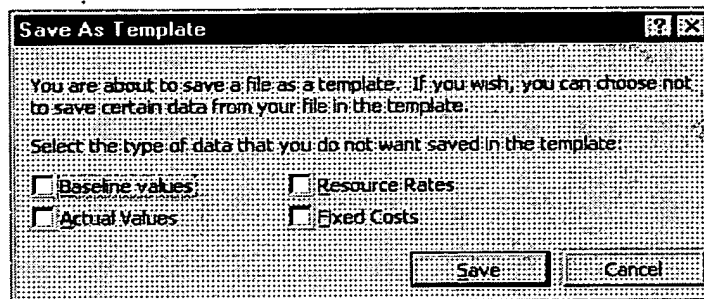 Save As Template
You are about to save a file as a template. If you wish, you can choose not
to save certain data from your file in the template.
Select the type of data that you do not want saved in the template:
Baseline values Resource Rates
Actual Values Fixed Costs
Save Cancel